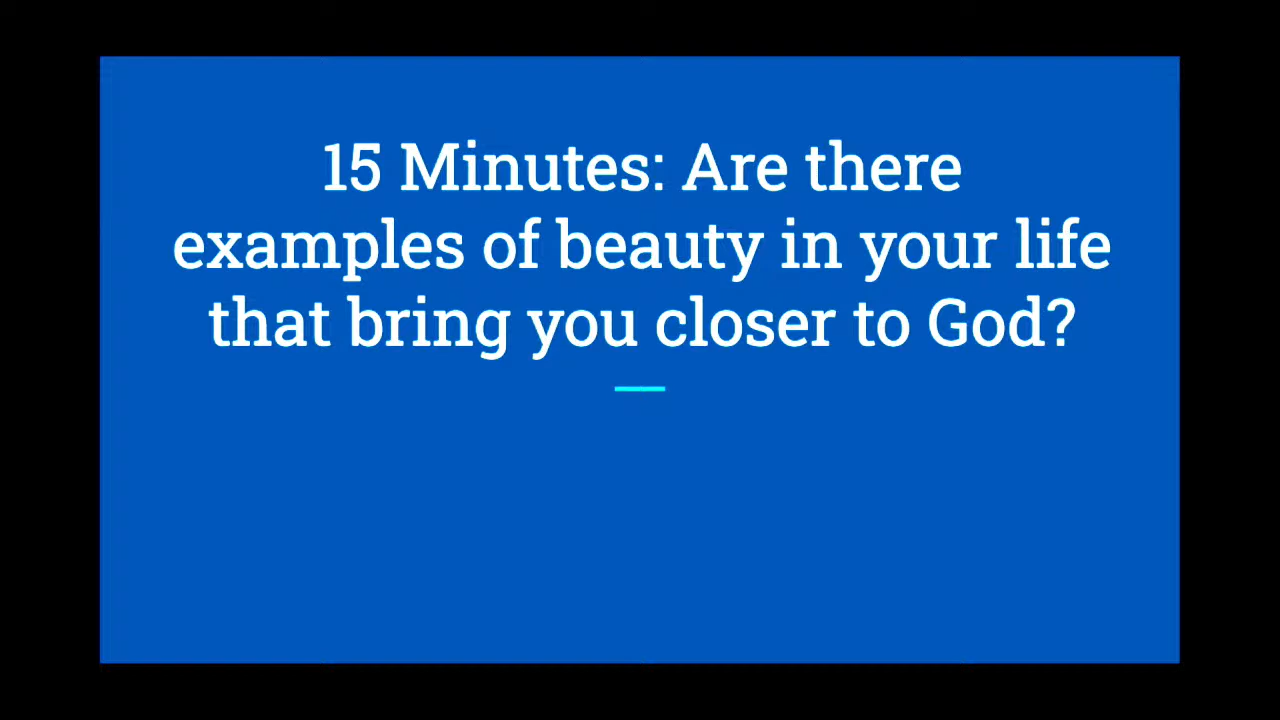 15 Minutes: Are there
examples of beauty in your life
that bring you closer to God?